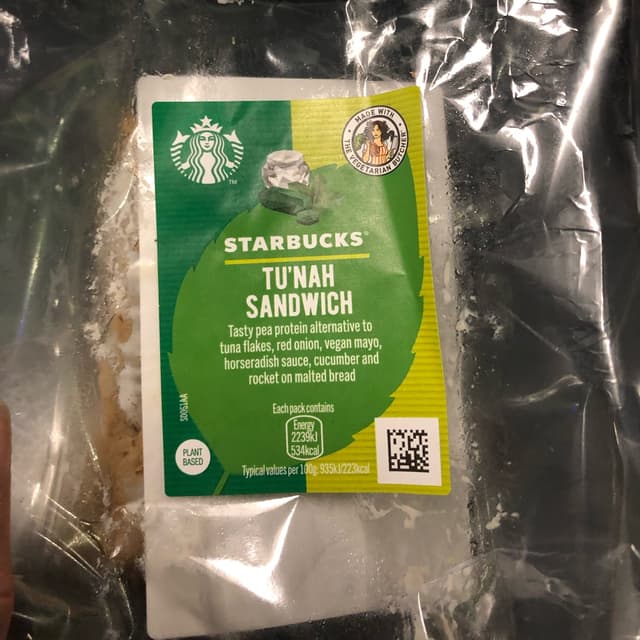 MADE WITH
THE VEGETARIAN BUTCHER
TM
STARBUCKS®
TU'NAH
SANDWICH
Tasty pea protein alternative to
tuna flakes, red onion, vegan mayo,
horseradish sauce, cucumber and
rocket on malted bread
Each pack contains
Energy
2239kJ
534kcal
PLANT
BASED
Typical values per 100g: 935kJ/223kcal